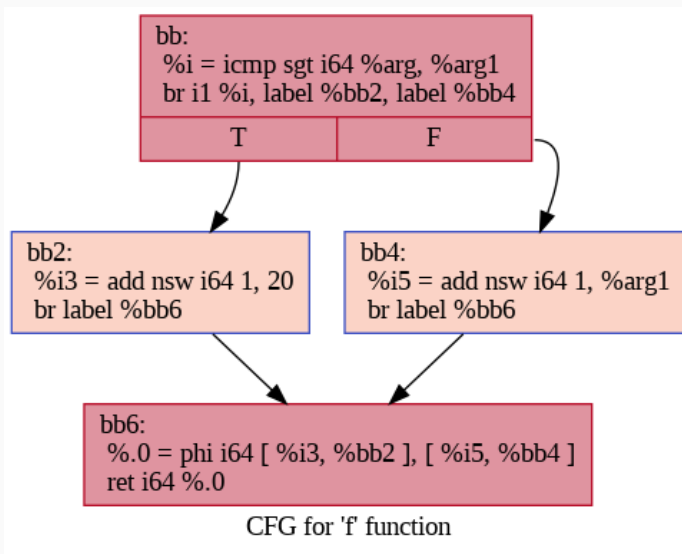 bb:
%i = icmp sgt i64 %arg, %arg1
br i1 %i, label %bb2, label %bb4
T F
bb2:
%i3 = add nsw i64 1, 20
br label %bb6
bb4:
%i5 = add nsw i64 1, %arg1
br label %bb6
bb6:
%.0 = phi i64 [ %i3, %bb2 ], [ %i5, %bb4 ]
ret i64 %.0
CFG for 'f' function